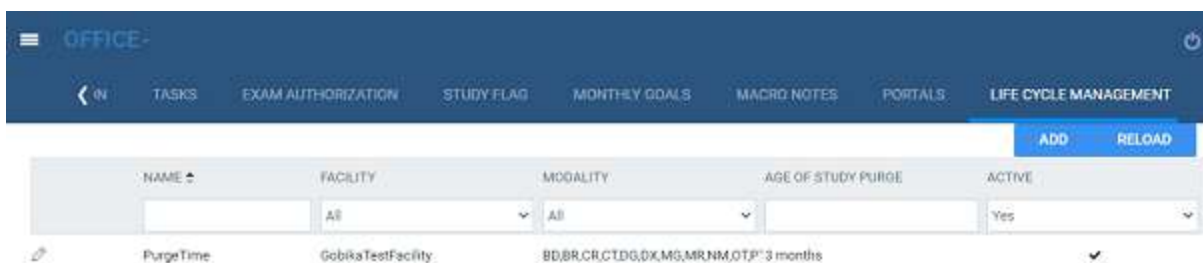 OFFICE-
IN TASKS EXAM AUTHORIZATION STUDY FLAG MONTHLY GOALS MACRO NOTES PORTALS LIFE CYCLE MANAGEMENT
ADD RELOAD
NAME FACILITY MODALITY AGE OF STUDY PURGE ACTIVE
All All Yes
PurgeTime GobikaTestFacility BD,BR,CR,CT,DG,DX,MG,MR,NM,OT,P" 3 months